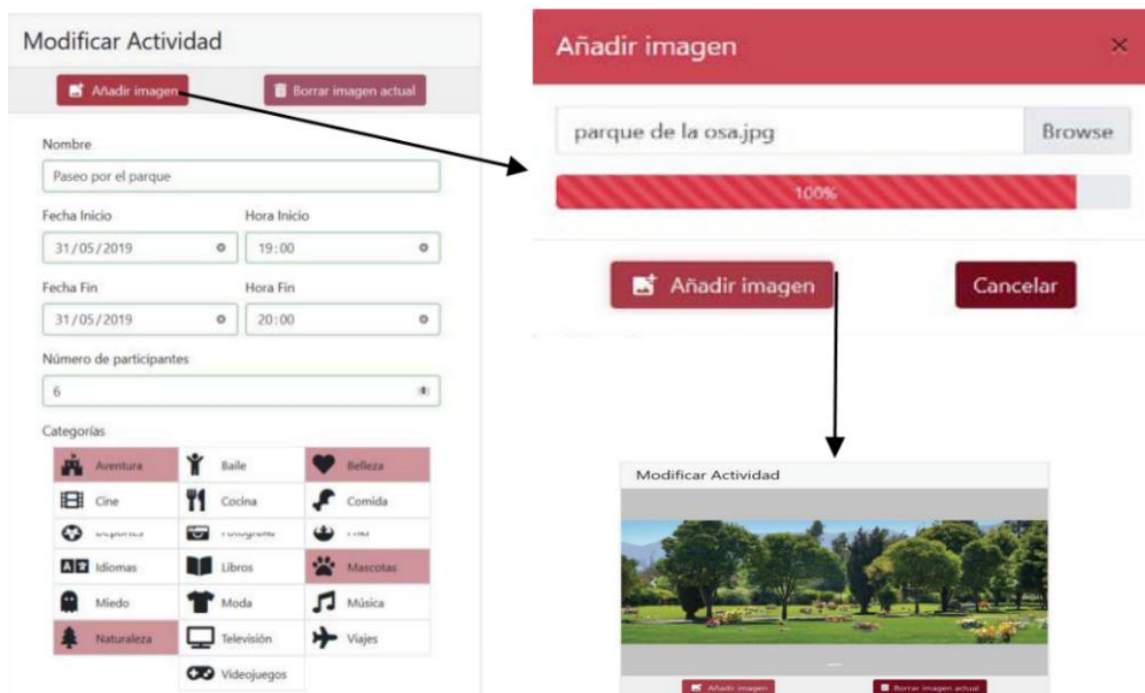 Modificar Actividad
Añadir imagen
Borrar imagen actual
Nombre
Paseo por el parque
Fecha Inicio Hora Inicio
31/05/2019 19:00
Fecha Fin Hora Fin
31/05/2019 20:00
Número de participantes
6
Categorías
Aventura Baile Belleza
Cine Cocina Comida
Idiomas Libros Mascotas
Miedo Moda Música
Naturaleza Televisión Viajes
Videojuegos
Añadir imagen
parque de la osa.jpg Browse
100%
Añadir imagen Cancelar
Modificar Actividad
Añadir imagen Borrar imagen actual